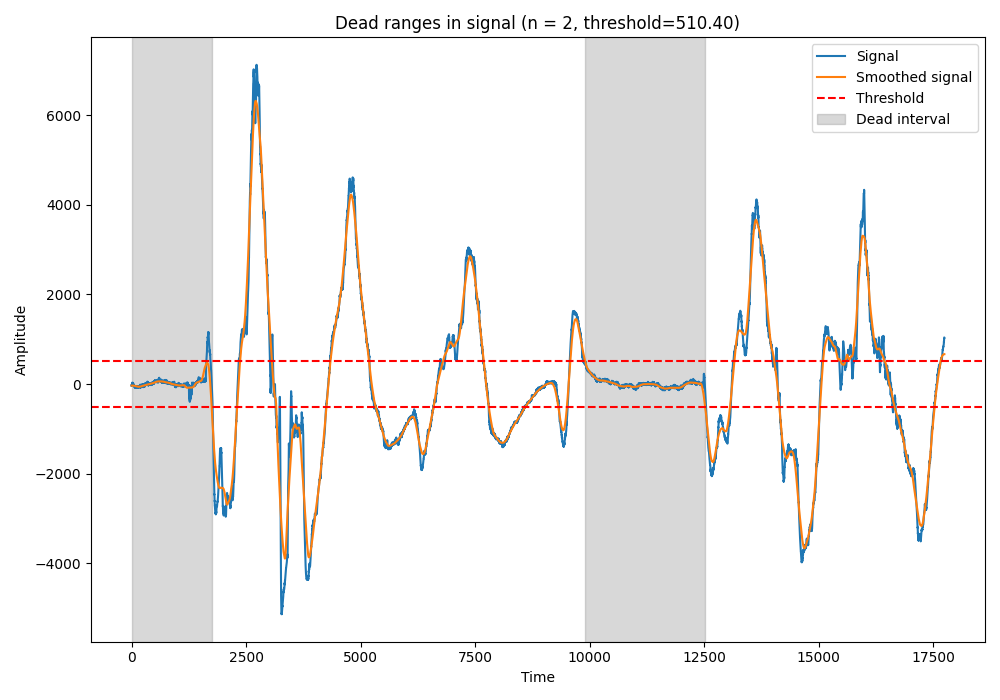 Dead ranges in signal (n = 2, threshold=510.40)
Signal
Smoothed signal
Threshold
Dead interval
Amplitude
6000
4000
2000
0
−2000
−4000
0 2500 5000 7500 10000 12500 15000 17500
Time